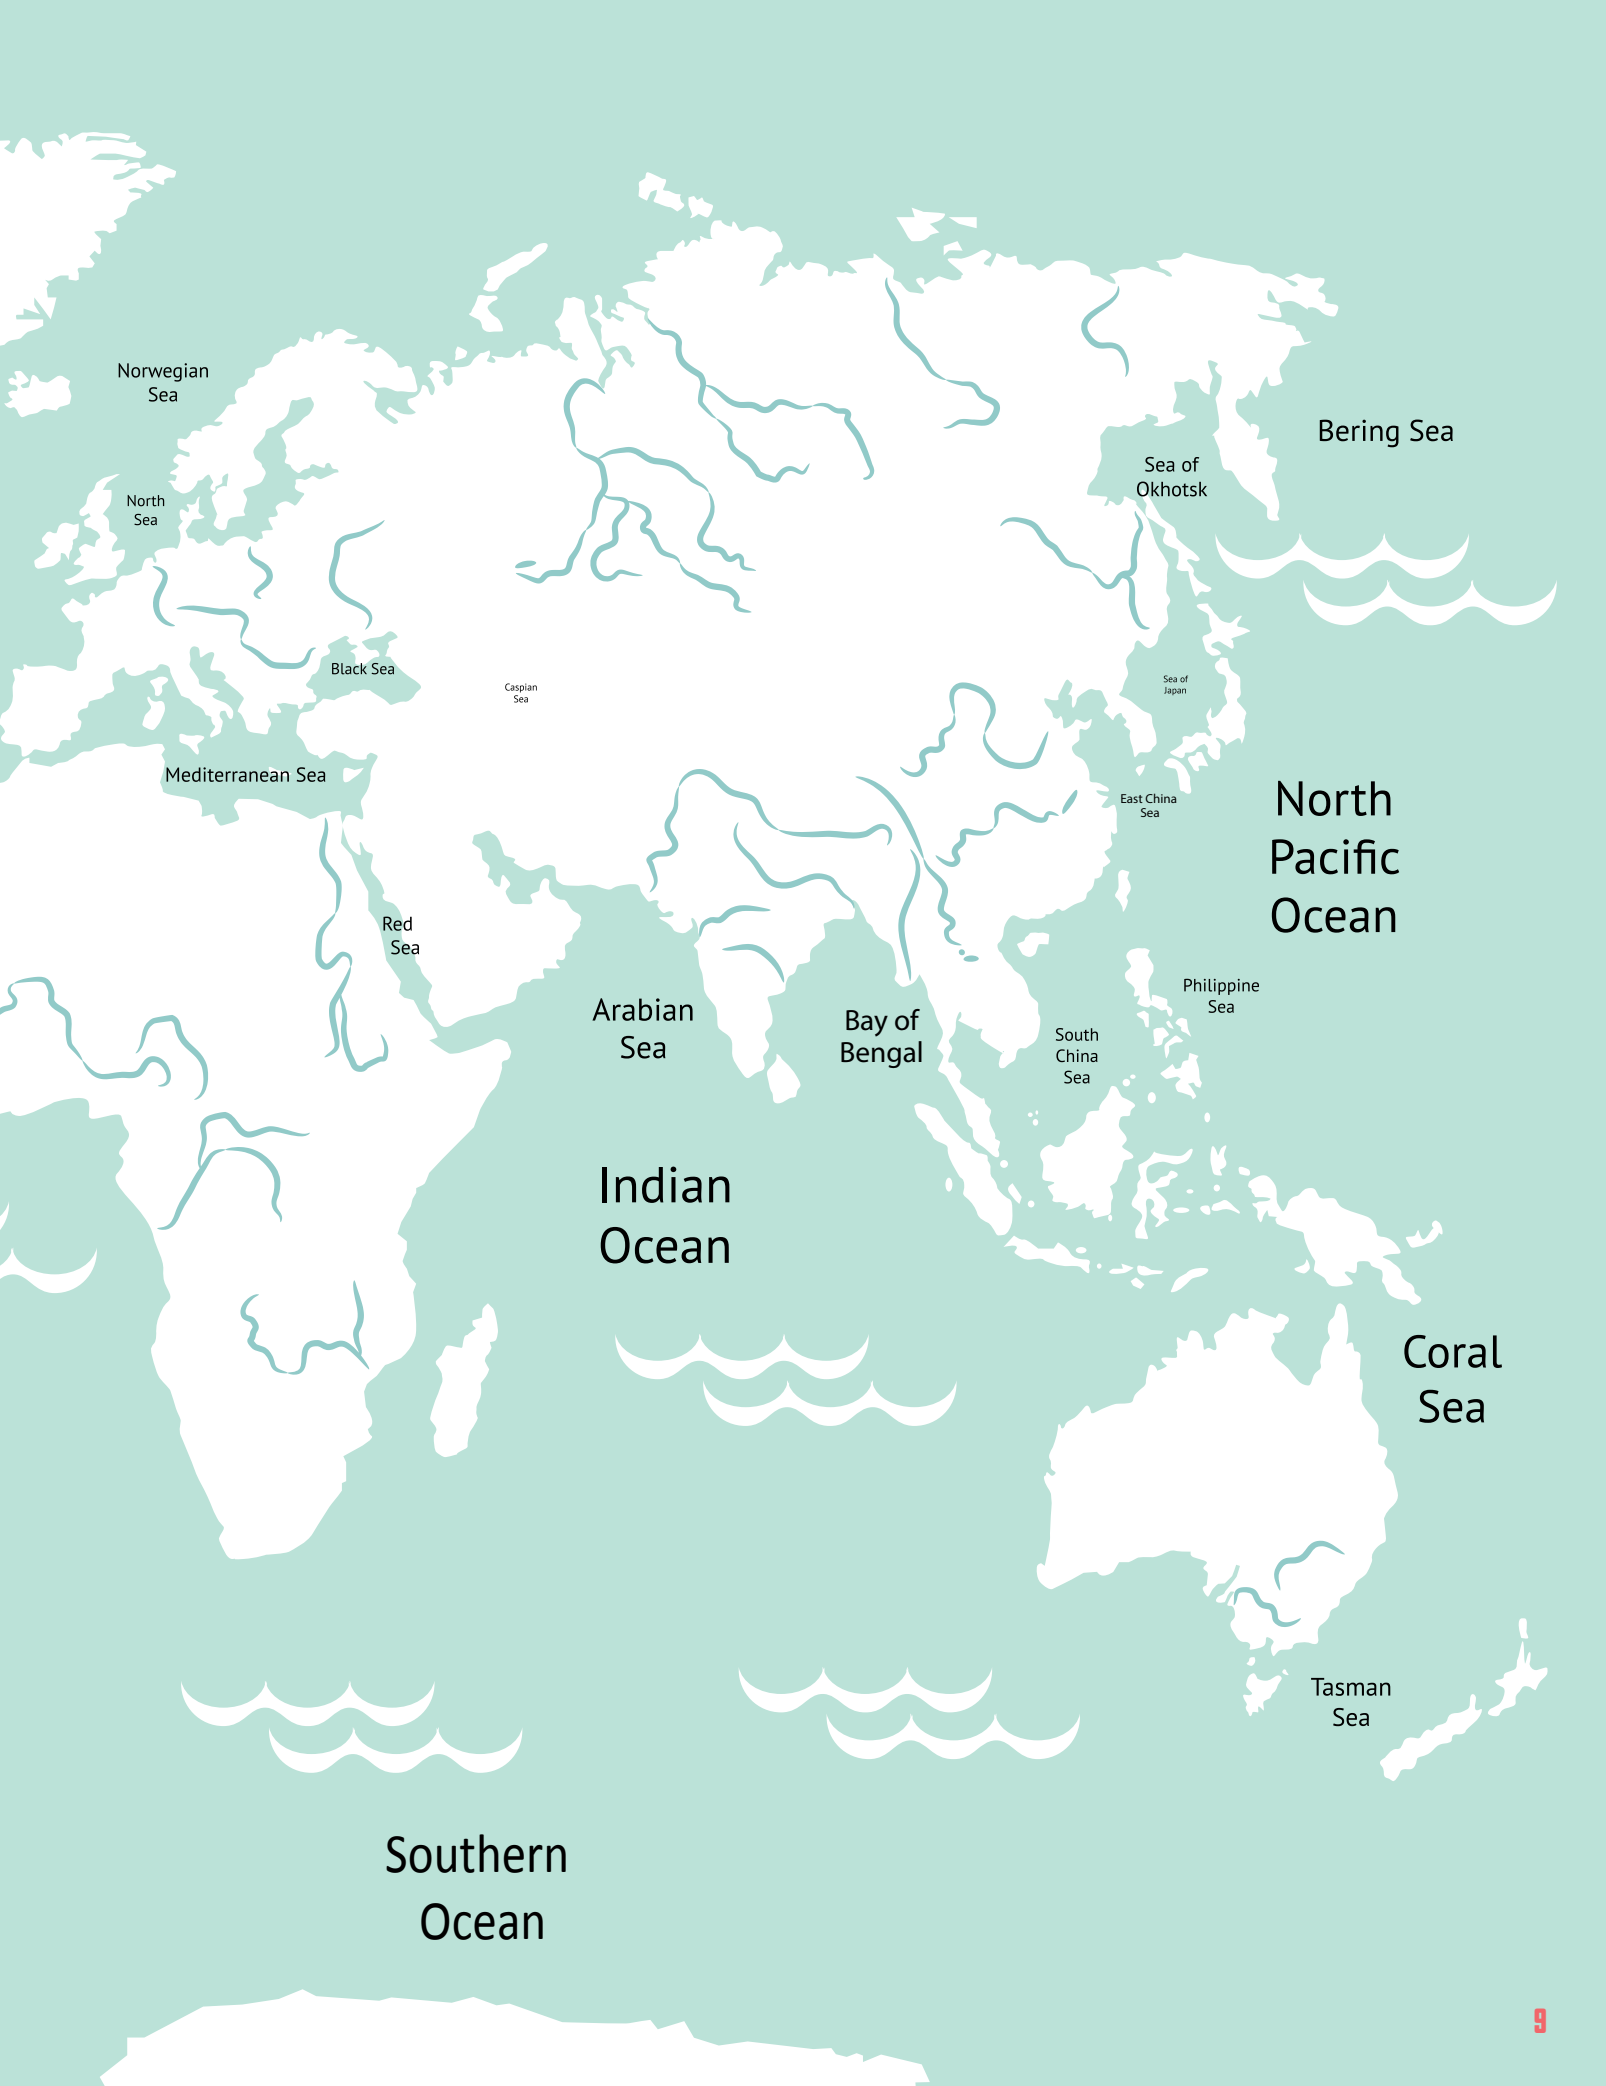 Norwegian
Sea
Bering Sea
Sea of
Okhotsk
North
Sea
Black Sea
Caspian
Sea
Sea of
Japan
Mediterranean Sea
East China
Sea
North
Pacific
Ocean
Red
Sea
Arabian
Sea
Bay of
Bengal
Philippine
Sea
South
China
Sea
Indian
Ocean
Coral
Sea
Tasman
Sea
Southern
Ocean
9